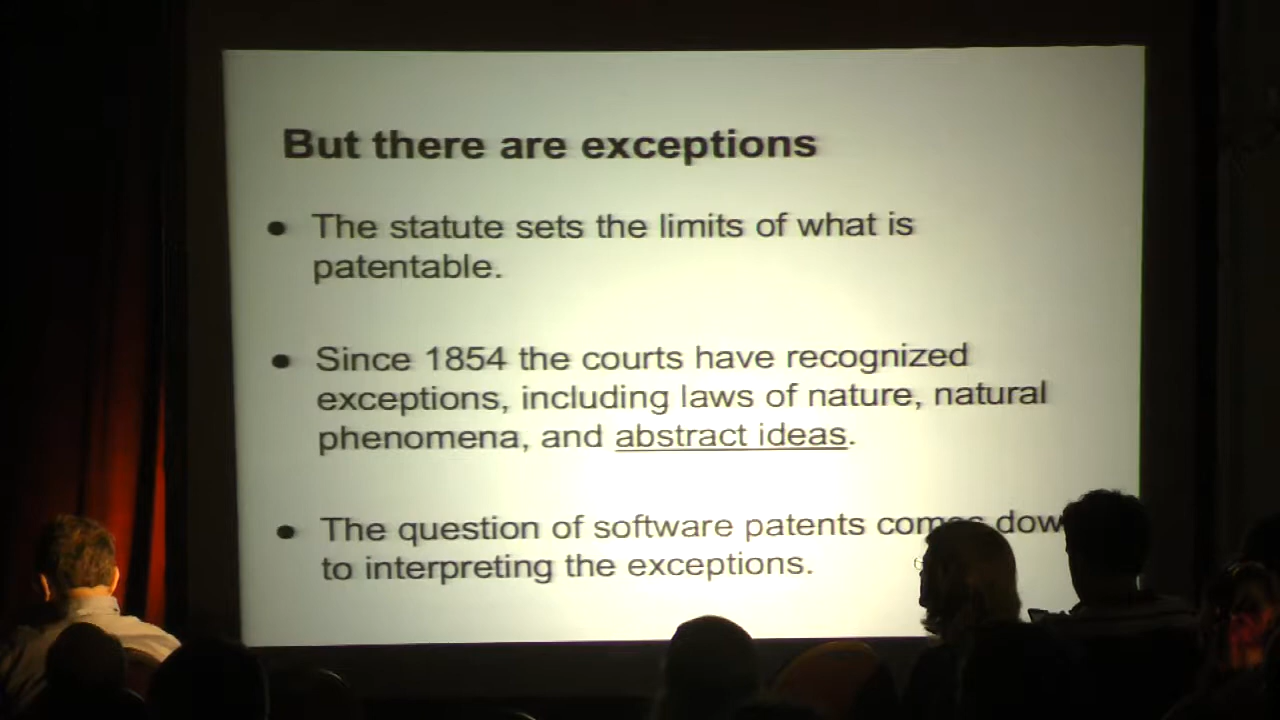 But there are exceptions
● The statute sets the limits of what is
patentable.
● Since 1854 the courts have recognized
exceptions, including laws of nature, natural
phenomena, and abstract ideas.
● The question of software patents comes down
to interpreting the exceptions.